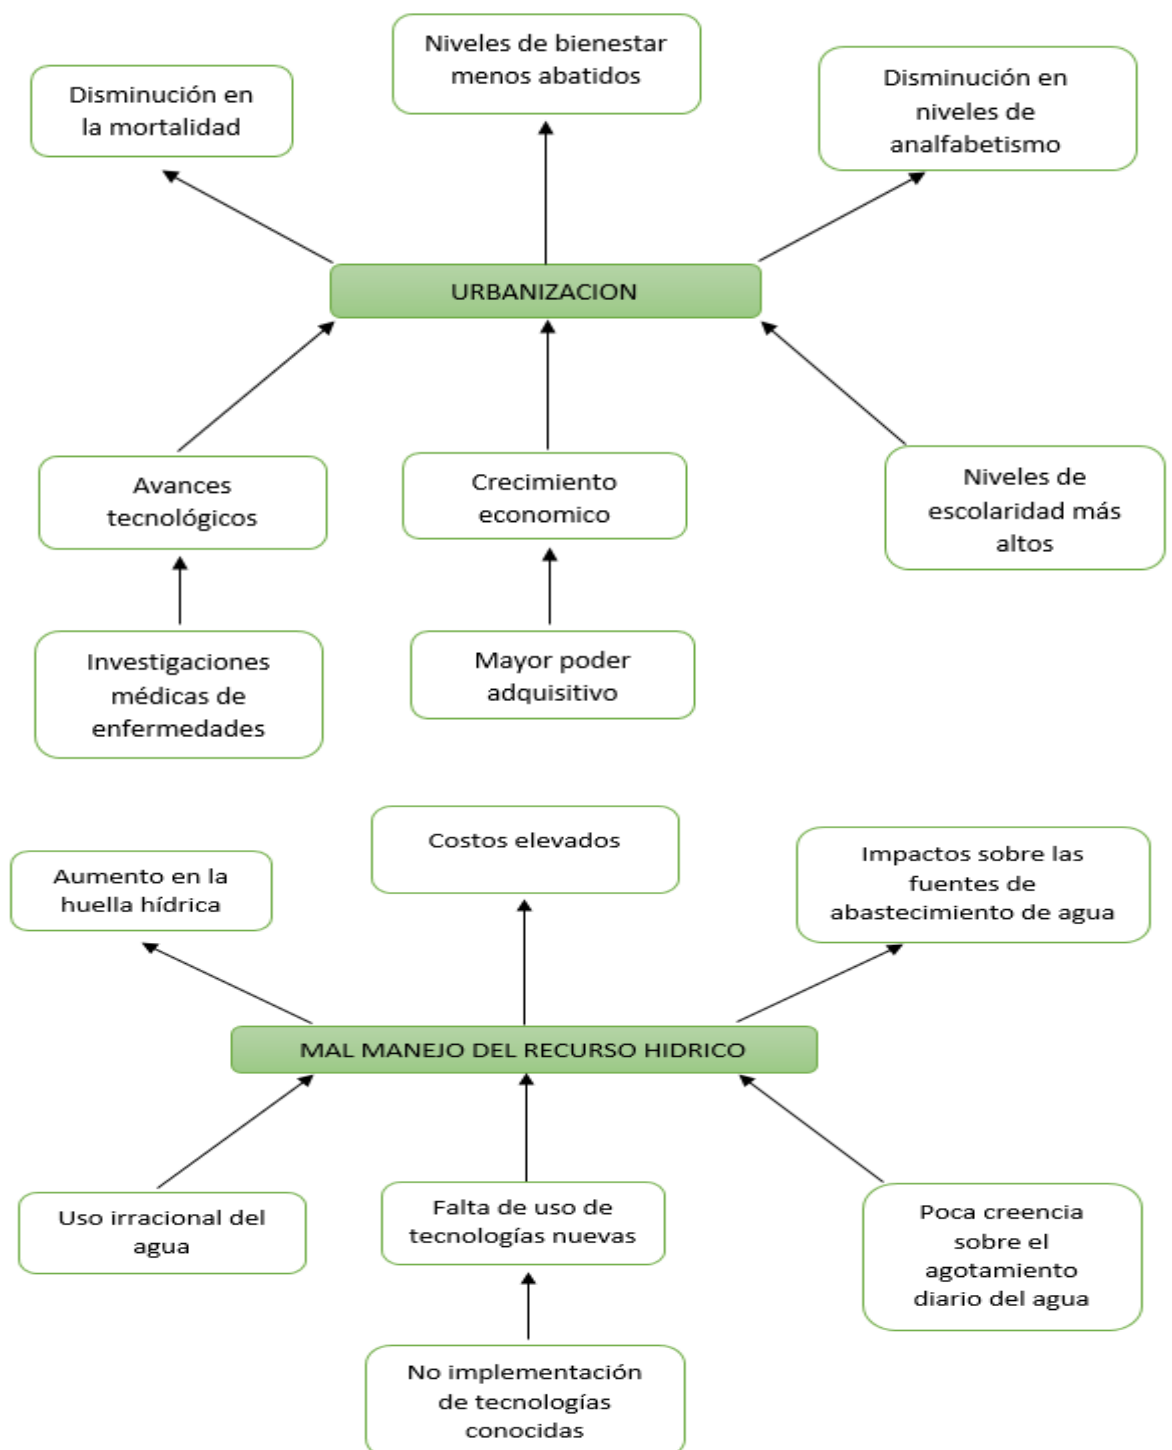 Niveles de bienestar
menos abatidos
Disminución en
la mortalidad
Disminución en
niveles de
analfabetismo
URBANIZACION
Avances
tecnológicos
Crecimiento
economico
Niveles de
escolaridad más
altos
Investigaciones
médicas de
enfermedades
Mayor poder
adquisitivo
Costos elevados
Aumento en la
huella hídrica
Impactos sobre las
fuentes de
abastecimiento de agua
MAL MANEJO DEL RECURSO HIDRICO
Uso irracional del
agua
Falta de uso de
tecnologías nuevas
Poca creencia
sobre el
agotamiento
diario del agua
No implementación
de tecnologías
conocidas